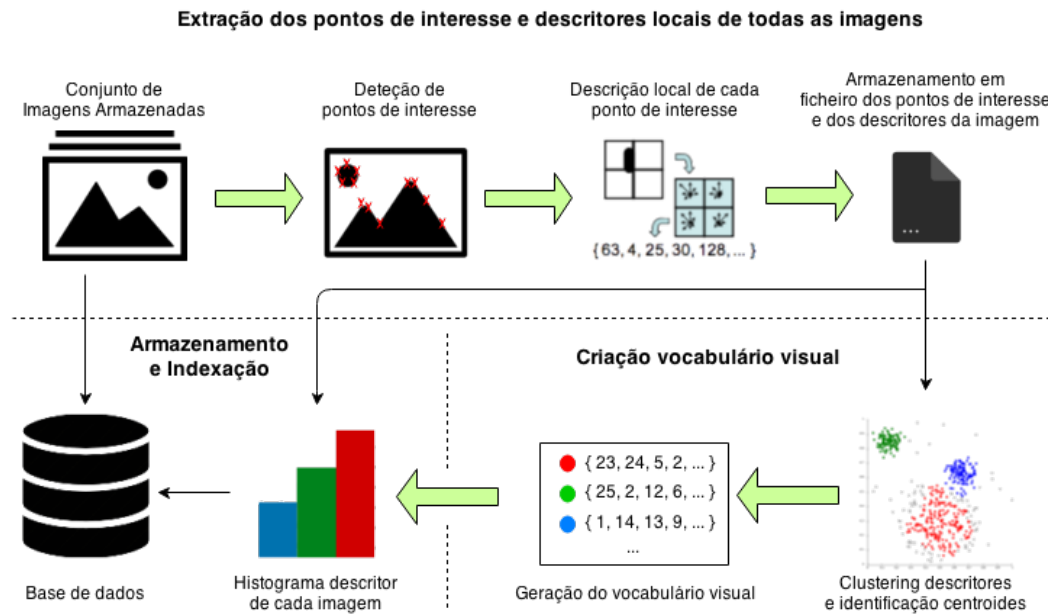 Extração dos pontos de interesse e descritores locais de todas as imagens
Conjunto de
Imagens Armazenadas
Deteção de
pontos de interesse
Descrição local de cada
ponto de interesse
Armazenamento em
ficheiro dos pontos de interesse
e dos descritores da imagem
{ 63, 4, 25, 30, 128, ... }
...
Armazenamento
e Indexação
Criação vocabulário visual
{ 23, 24, 5, 2, ... }
{ 25, 2, 12, 6, ... }
{ 1, 14, 13, 9, ... }
...
Base de dados
Histograma descritor
de cada imagem
Geração do vocabulário visual
Clustering descritores
e identificação centroides